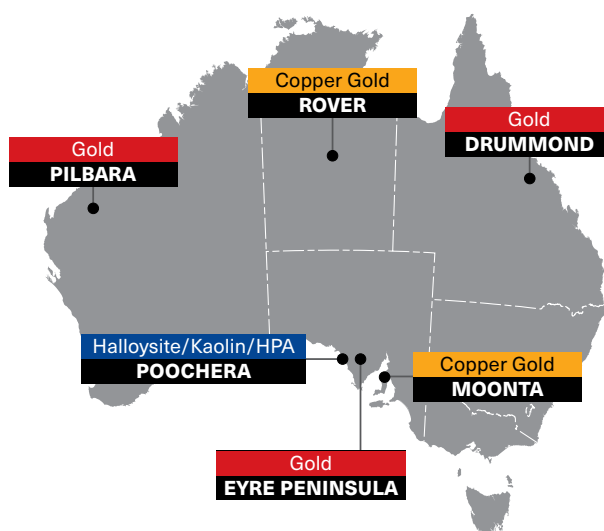 Copper Gold
ROVER
Gold
DRUMMOND
Gold
PILBARA
Halloysite/Kaolin/HPA
POOCHERA
Copper Gold
MOONTA
Gold
EYRE PENINSULA